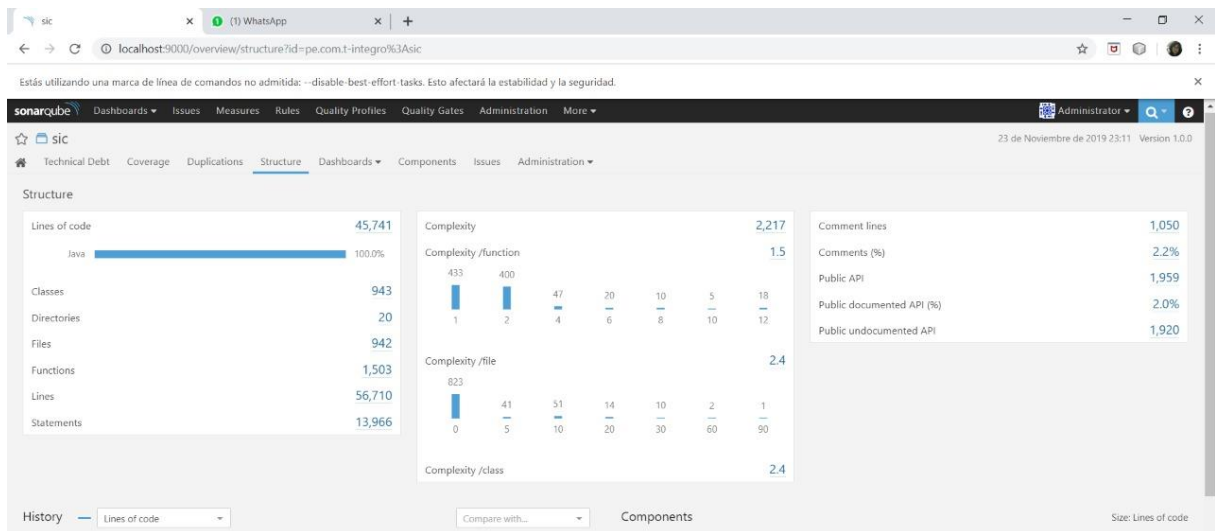 sic
(1) WhatsApp
localhost:9000/overview/structure?id=pe.com.t-integro%3Asic
Estás utilizando una marca de línea de comandos no admitida: --disable-best-effort-tasks. Esto afectará la estabilidad y la seguridad.
sonarqube Dashboards Issues Measures Rules Quality Profiles Quality Gates Administration More Administrator
sic
23 de Noviembre de 2019 23:11 Version 1.0.0
Technical Debt Coverage Duplications Structure Dashboards Components Issues Administration
Structure
Lines of code 45,741
Java 100.0%
Classes 943
Directories 20
Files 942
Functions 1,503
Lines 56,710
Statements 13,966
Complexity 2,217
Complexity /function 1.5
433 400 47 20 10 5 18
1 2 4 6 8 10 12
Complexity /file 2.4
823 41 51 14 10 2 1
0 5 10 20 30 60 90
Complexity /class 2.4
Comment lines 1,050
Comments (%) 2.2%
Public API 1,959
Public documented API (%) 2.0%
Public undocumented API 1,920
History Lines of code Compare with... Components Size: Lines of code